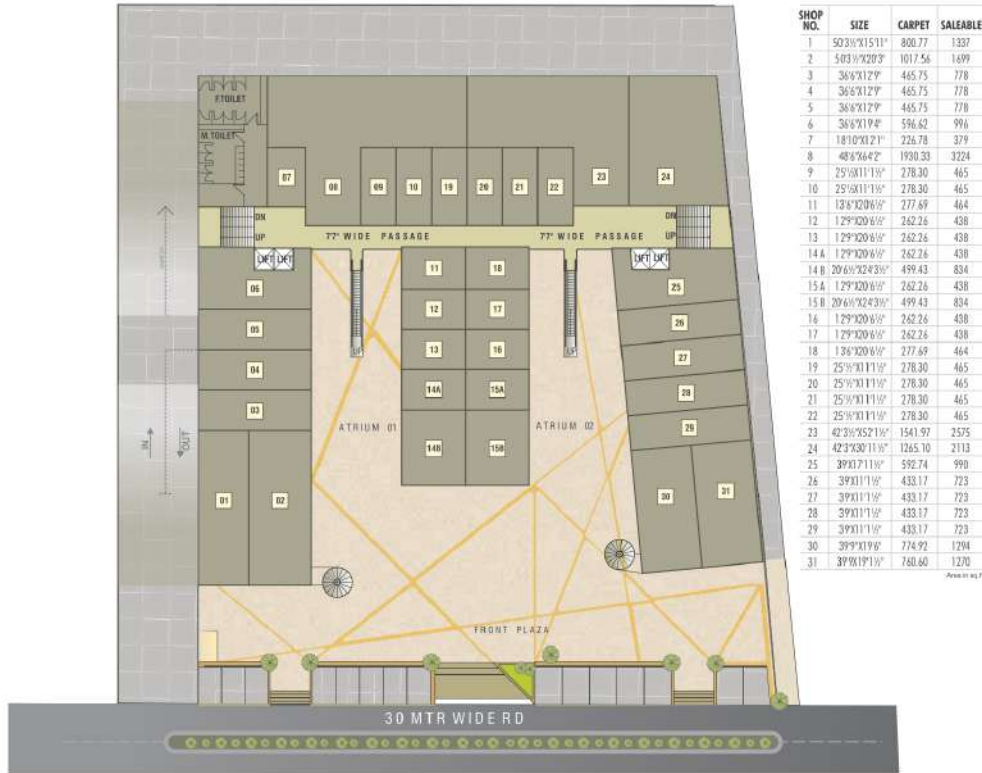 F.TOILET
M.TOILET
07
08
09
10
19
20
21
22
23
24
DN
UP
7'7" WIDE PASSAGE
7'7" WIDE PASSAGE
DN
UP
LIFT LIFT
LIFT LIFT
06
05
04
03
01
02
11
18
12
17
13
16
14A
15A
14B
15B
25
26
27
28
29
30
31
UP
UP
ATRIUM 01
ATRIUM 02
IN
OUT
FRONT PLAZA
30 MTR WIDE RD
SHOP NO. SIZE CARPET SALEABLE
1 50'3½"X15'11" 800.77 1337
2 50'3½"X20'3" 1017.56 1699
3 36'6"X12'9" 465.75 778
4 36'6"X12'9" 465.75 778
5 36'6"X12'9" 465.75 778
6 36'6"X19'4" 596.62 996
7 18'10"X12'1" 226.78 379
8 48'6"X64'2" 1930.33 3224
9 25'½"X11'1½" 278.30 465
10 25'½"X11'1½" 278.30 465
11 13'6"X20'6½" 277.69 464
12 12'9"X20'6½" 262.26 438
13 12'9"X20'6½" 262.26 438
14 A 12'9"X20'6½" 262.26 438
14 B 20'6½"X24'3½" 499.43 834
15 A 12'9"X20'6½" 262.26 438
15 B 20'6½"X24'3½" 499.43 834
16 12'9"X20'6½" 262.26 438
17 12'9"X20'6½" 262.26 438
18 13'6"X20'6½" 277.69 464
19 25'½"X11'1½" 278.30 465
20 25'½"X11'1½" 278.30 465
21 25'½"X11'1½" 278.30 465
22 25'½"X11'1½" 278.30 465
23 42'3½"X52'1½" 1541.97 2575
24 42'3"X30'11½" 1265.10 2113
25 39'X17'11½" 592.74 990
26 39'X11'1½" 433.17 723
27 39'X11'1½" 433.17 723
28 39'X11'1½" 433.17 723
29 39'X11'1½" 433.17 723
30 39'9"X19'6" 774.92 1294
31 39'9"X19'1½" 760.60 1270
Area in sq.f